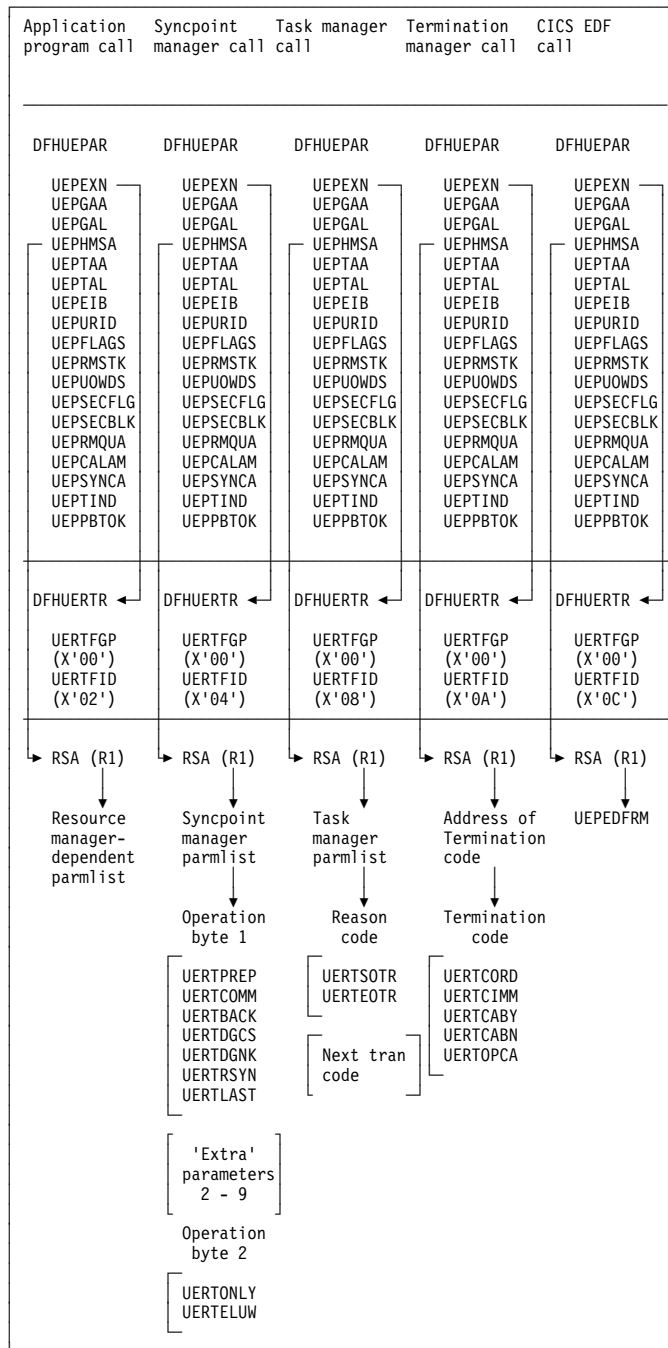 Application Syncpoint Task manager Termination CICS EDF
program call manager call call manager call call
DFHUEPAR DFHUEPAR DFHUEPAR DFHUEPAR DFHUEPAR
UEPEXN UEPEXN UEPEXN UEPEXN UEPEXN
UEPGAA UEPGAA UEPGAA UEPGAA UEPGAA
UEPGAL UEPGAL UEPGAL UEPGAL UEPGAL
UEPHMSA UEPHMSA UEPHMSA UEPHMSA UEPHMSA
UEPTAA UEPTAA UEPTAA UEPTAA UEPTAA
UEPTAL UEPTAL UEPTAL UEPTAL UEPTAL
UEPEIB UEPEIB UEPEIB UEPEIB UEPEIB
UEPURID UEPURID UEPURID UEPURID UEPURID
UEPFLAGS UEPFLAGS UEPFLAGS UEPFLAGS UEPFLAGS
UEPRMSTK UEPRMSTK UEPRMSTK UEPRMSTK UEPRMSTK
UEPUOWDS UEPUOWDS UEPUOWDS UEPUOWDS UEPUOWDS
UEPSECFLG UEPSECFLG UEPSECFLG UEPSECFLG UEPSECFLG
UEPSECBLK UEPSECBLK UEPSECBLK UEPSECBLK UEPSECBLK
UEPRMQUA UEPRMQUA UEPRMQUA UEPRMQUA UEPRMQUA
UEPCALAM UEPCALAM UEPCALAM UEPCALAM UEPCALAM
UEPSYNCA UEPSYNCA UEPSYNCA UEPSYNCA UEPSYNCA
UEPTIND UEPTIND UEPTIND UEPTIND UEPTIND
UEPPBTOK UEPPBTOK UEPPBTOK UEPPBTOK UEPPBTOK
DFHUERTR DFHUERTR DFHUERTR DFHUERTR DFHUERTR
UERTFGP UERTFGP UERTFGP UERTFGP UERTFGP
(X'00') (X'00') (X'00') (X'00') (X'00')
UERTFID UERTFID UERTFID UERTFID UERTFID
(X'02') (X'04') (X'08') (X'0A') (X'0C')
RSA (R1) RSA (R1) RSA (R1) RSA (R1) RSA (R1)
Resource Syncpoint Task Address of UEPEDFRM
manager- manager manager Termination
dependent parmlist parmlist code
parmlist
Operation Reason Termination
byte 1 code code
UERTPREP UERTSOTR UERTCORD
UERTCOMM UERTEOTR UERTCIMM
UERTBACK UERTCABY
UERTDGCS UERTCABN
UERTDGNK Next tran UERTOPCA
UERTRSYN code
UERTLAST
'Extra'
parameters
2 - 9
Operation
byte 2
UERTONLY
UERTELUW